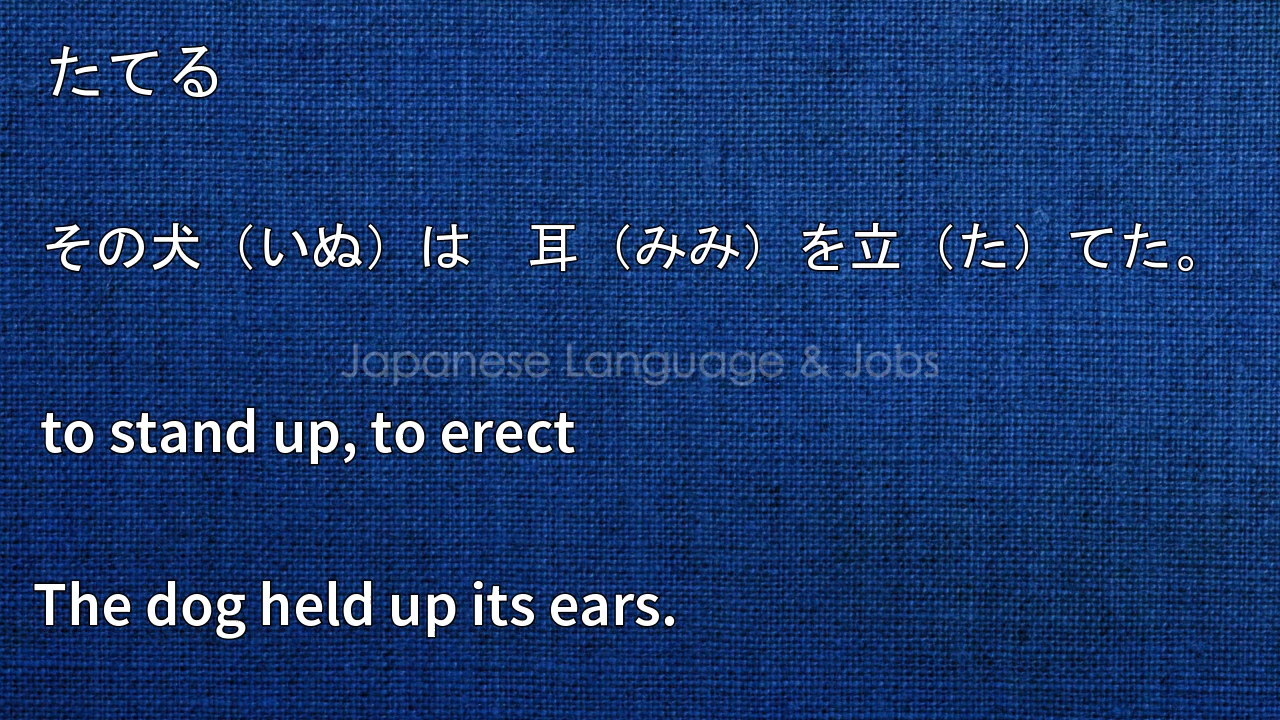 たてる
その犬（いぬ）は　耳（みみ）を立（た）てた。
Japanese Language & Jobs
to stand up, to erect
The dog held up its ears.